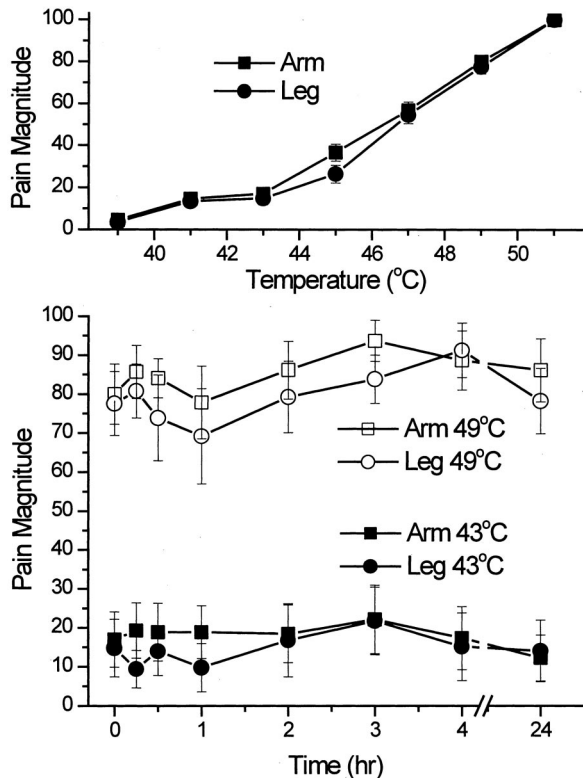 100
80
60
40
20
0
Pain Magnitude
Arm
Leg
40 42 44 46 48 50
Temperature (°C)
100
90
80
70
60
50
40
30
20
10
0
Pain Magnitude
Arm 49°C
Leg 49°C
Arm 43°C
Leg 43°C
0 1 2 3 4 24
Time (hr)